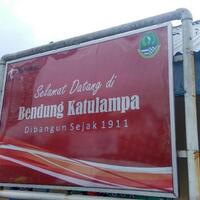 Selamat Datang di
Bendung Katulampa
Dibangun Sejak 1911